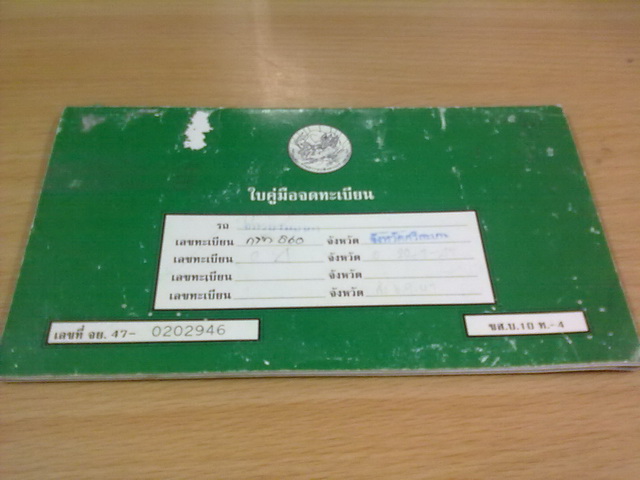 ใบคู่มือจดทะเบียน
รถ
เลขทะเบียน กราว 860 จังหวัด
เลขทะเบียน จังหวัด
เลขทะเบียน จังหวัด
เลขทะเบียน จังหวัด
เลขที่ จย. 47- 0202946
ขส.บ.10 ท.-4